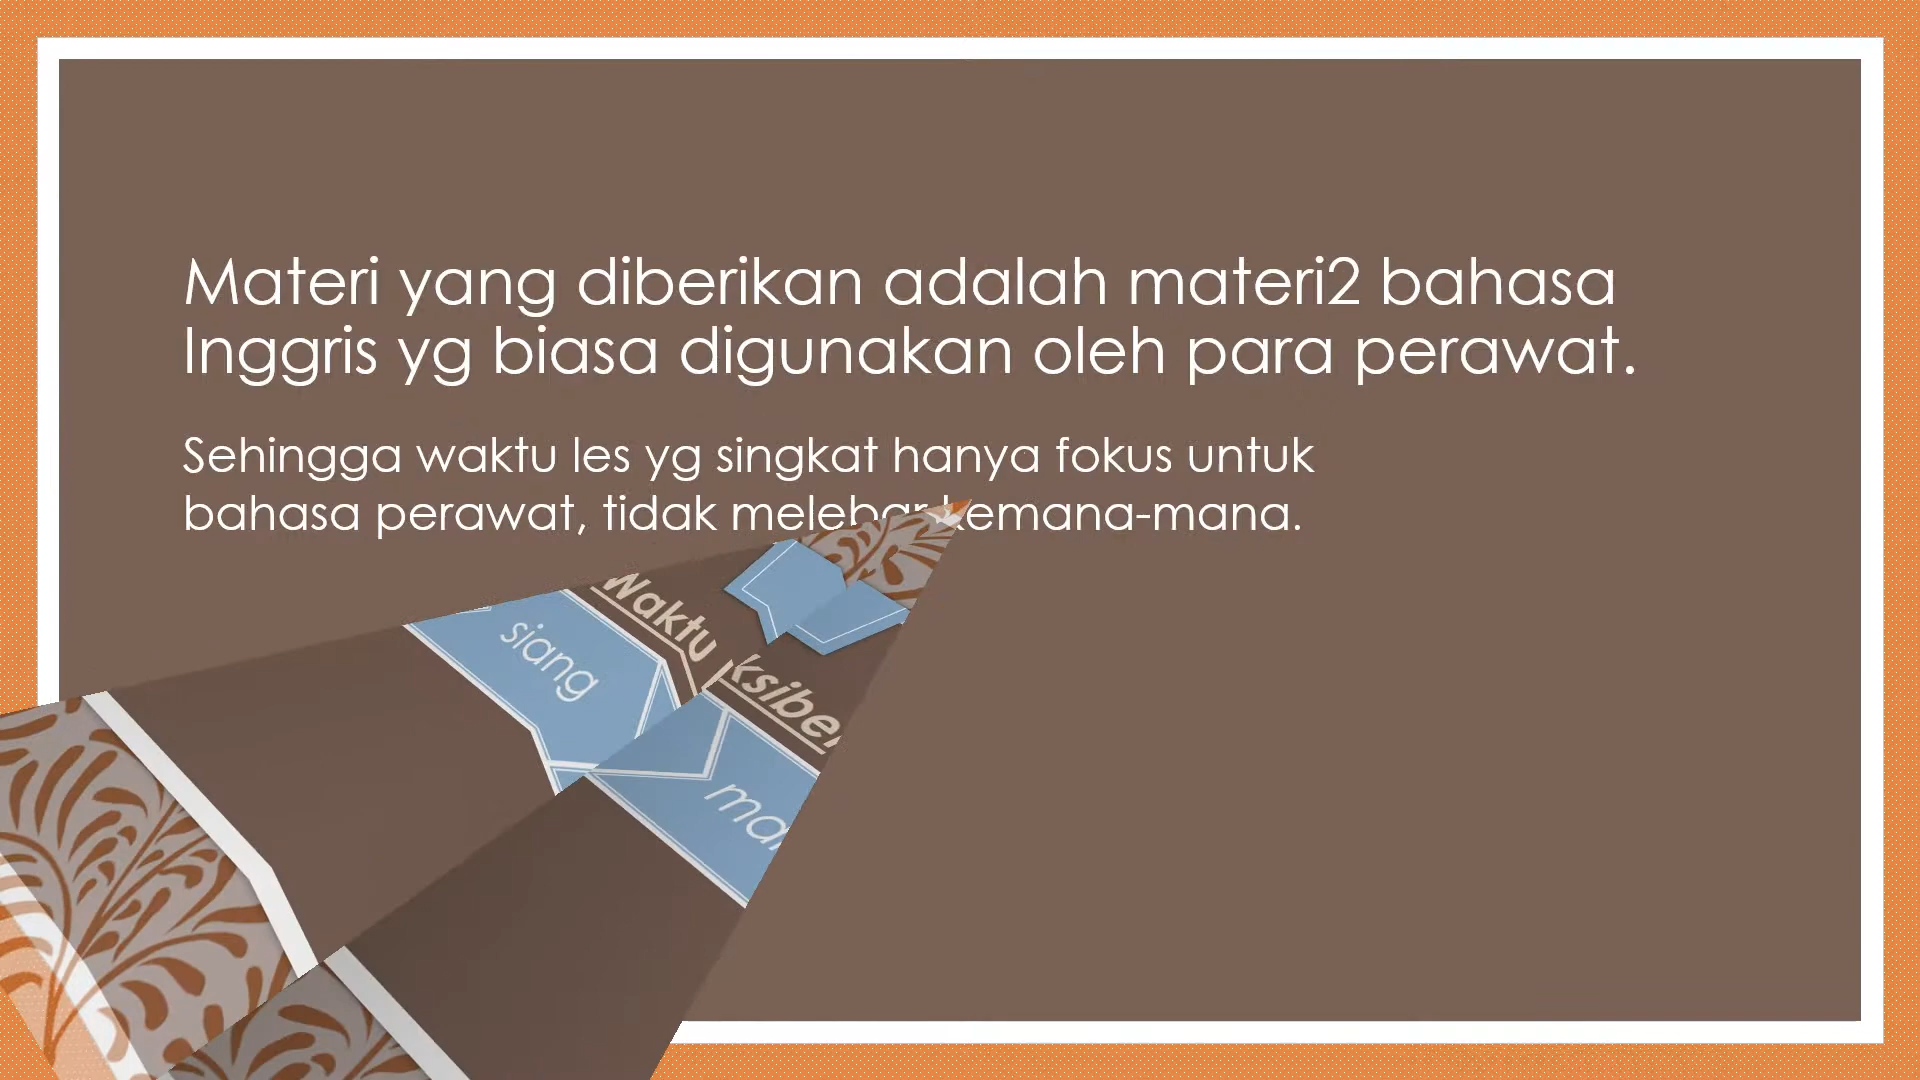 Materi yang diberikan adalah materi2 bahasa
Inggris yg biasa digunakan oleh para perawat.
Sehingga waktu les yg singkat hanya fokus untuk
bahasa perawat, tidak melebar kemana-mana.
siang
Waktu